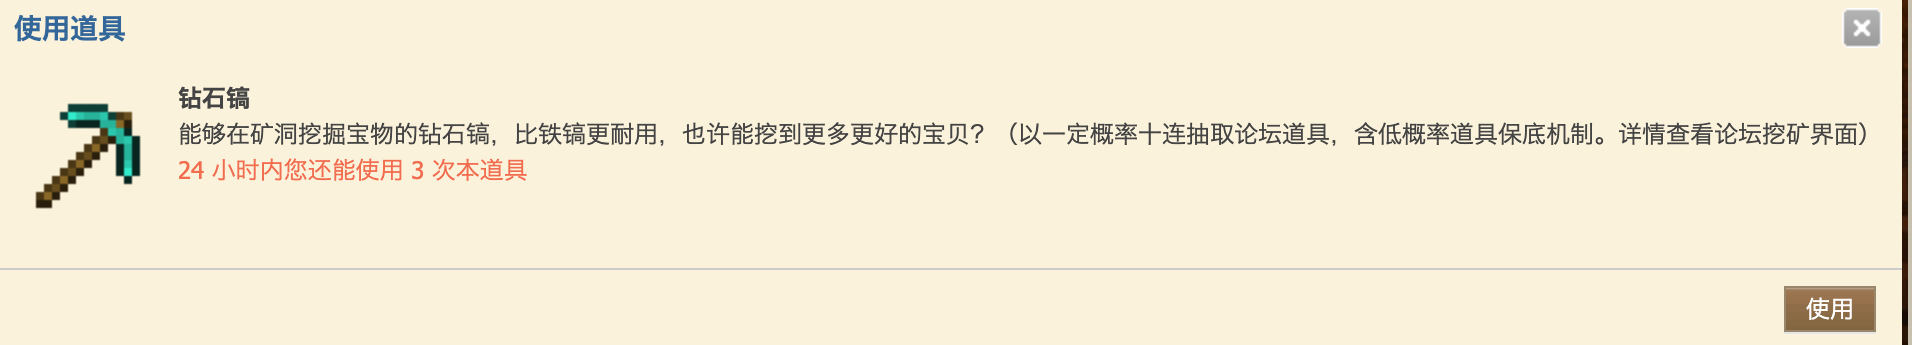 使用道具
钻石镐
能够在矿洞挖掘宝物的钻石镐，比铁镐更耐用，也许能挖到更多更好的宝贝？（以一定概率十连抽取论坛道具，含低概率道具保底机制。详情查看论坛挖矿界面）
24 小时内您还能使用 3 次本道具
使用